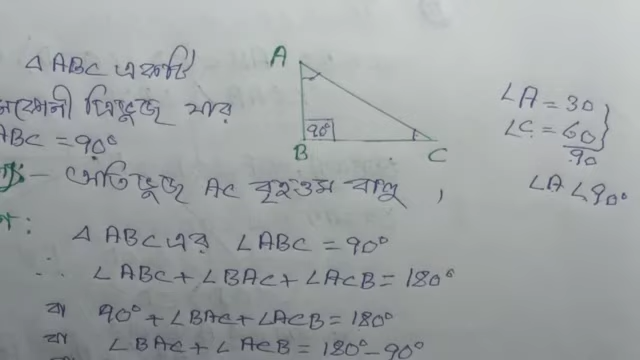 A
B
C
90°
Δ ABC একটি
সমকোণী ত্রিভুজে যার
ABC = 90°
অতিভুজ AC বৃহত্তম বাহু,
∠A = 30
∠C = 60
90
∠A ∠90°
Δ ABC এর ∠ABC = 90°
∴ ∠ABC + ∠BAC + ∠ACB = 180°
বা 90° + ∠BAC + ∠ACB = 180°
বা ∠BAC + ∠ACB = 180° - 90°